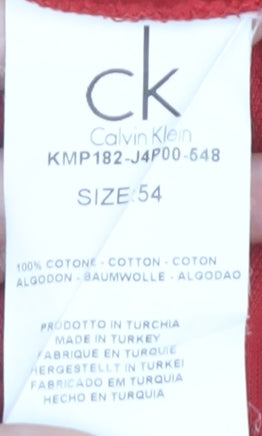 ck
Calvin Klein
KMP182-J4P00-548
SIZE:54
100% COTONE - COTTON - COTON
ALGODON - BAUMWOLLE - ALGODAO
PRODOTTO IN TURCHIA
MADE IN TURKEY
FABRIQUE EN TURQUIE
HERGESTELLT IN TURKEI
FABRICADO EM TURQUIA
HECHO EN TURQUIA